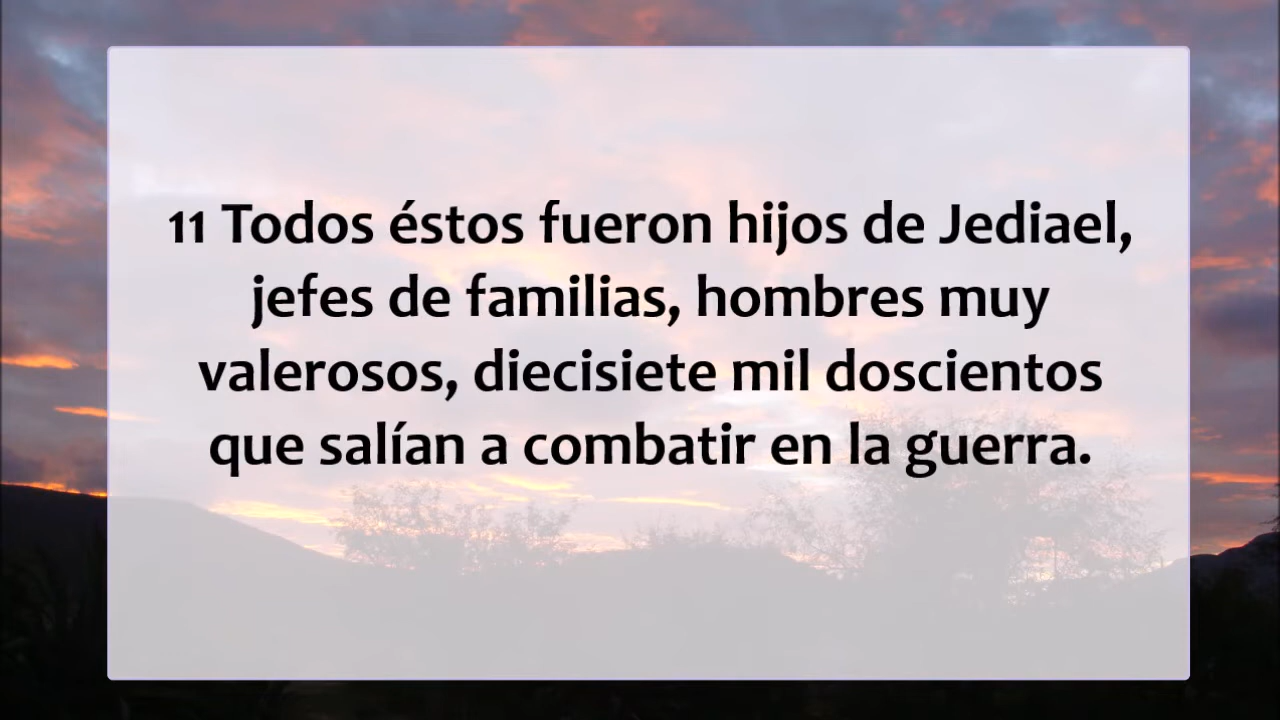 11 Todos éstos fueron hijos de Jediael,
jefes de familias, hombres muy
valerosos, diecisiete mil doscientos
que salían a combatir en la guerra.